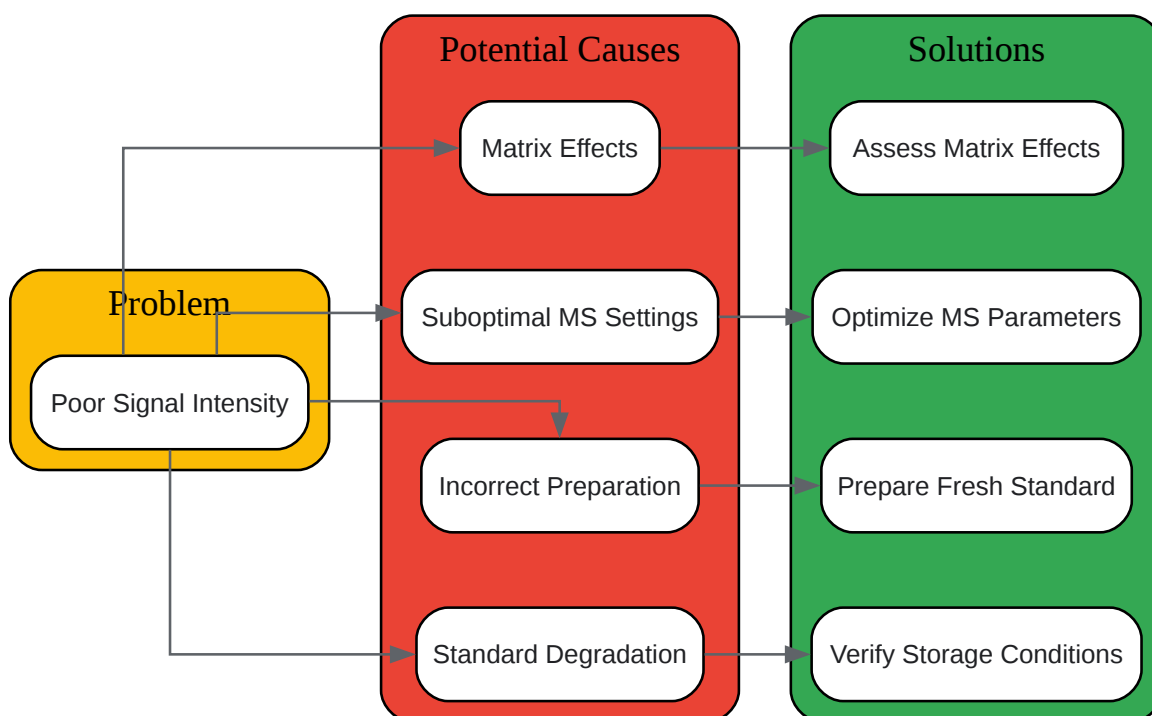 Potential Causes
Solutions
Matrix Effects
Assess Matrix Effects
Problem
Suboptimal MS Settings
Optimize MS Parameters
Poor Signal Intensity
Incorrect Preparation
Prepare Fresh Standard
Standard Degradation
Verify Storage Conditions